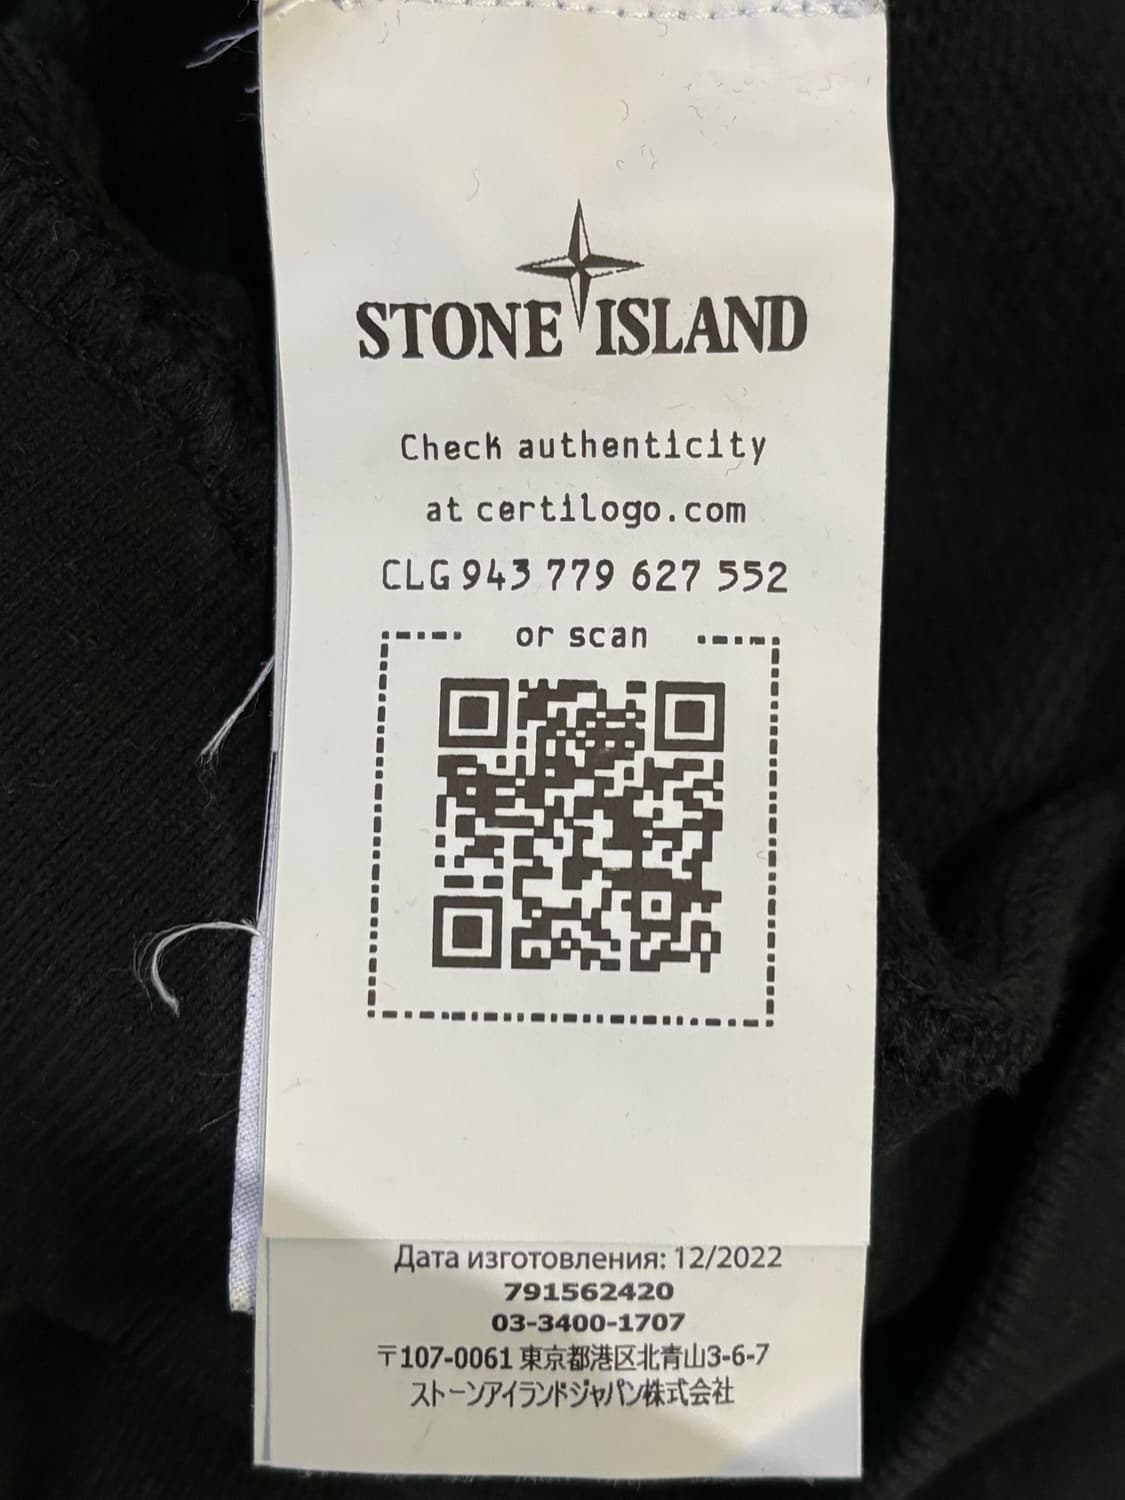 STONE ISLAND
Check authenticity
at certilogo.com
CLG 943 779 627 552
or scan
Дата изготовления: 12/2022
791562420
03-3400-1707
〒107-0061 東京都港区北青山3-6-7
ストーンアイランドジャパン株式会社